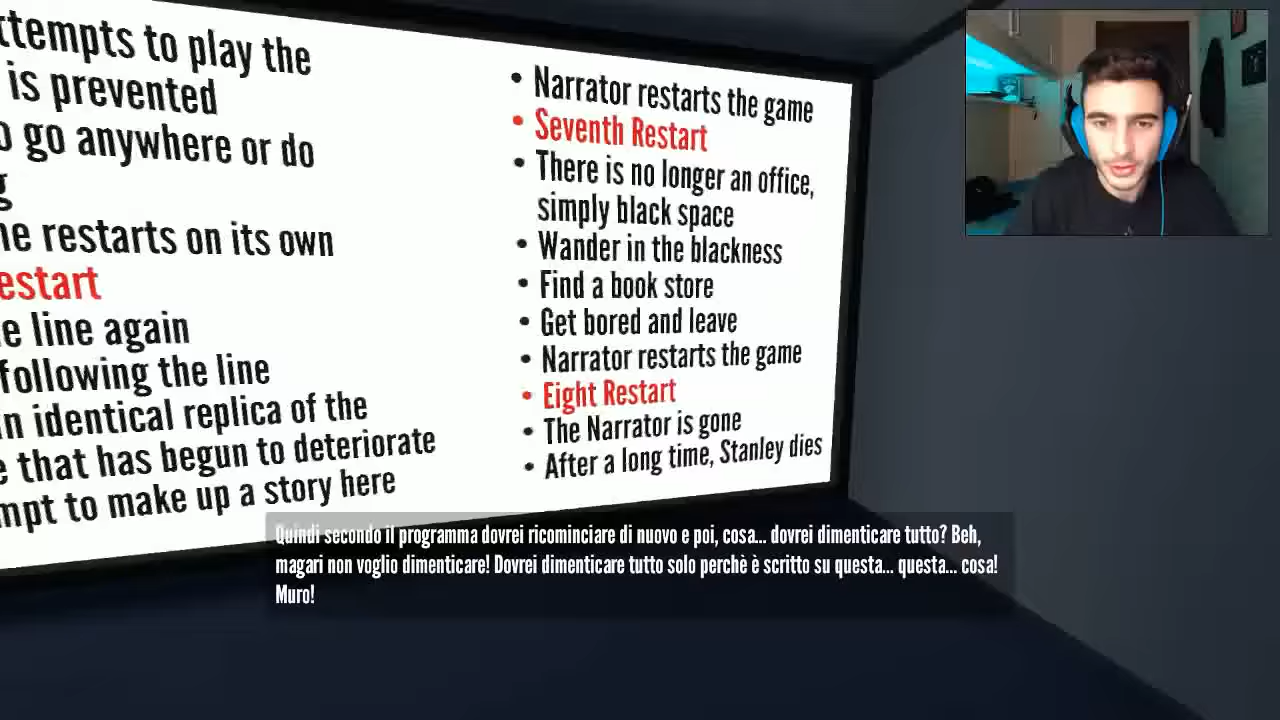 ttempts to play the
is prevented
o go anywhere or do
g
ne restarts on its own
estart
e line again
following the line
n identical replica of the
e that has begun to deteriorate
mpt to make up a story here
• Narrator restarts the game
• Seventh Restart
• There is no longer an office,
simply black space
• Wander in the blackness
• Find a book store
• Get bored and leave
• Narrator restarts the game
• Eight Restart
• The Narrator is gone
• After a long time, Stanley dies
Quindi secondo il programma dovrei ricominciare di nuovo e poi, cosa... dovrei dimenticare tutto? Beh,
magari non voglio dimenticare! Dovrei dimenticare tutto solo perchè è scritto su questa... questa... cosa!
Muro!